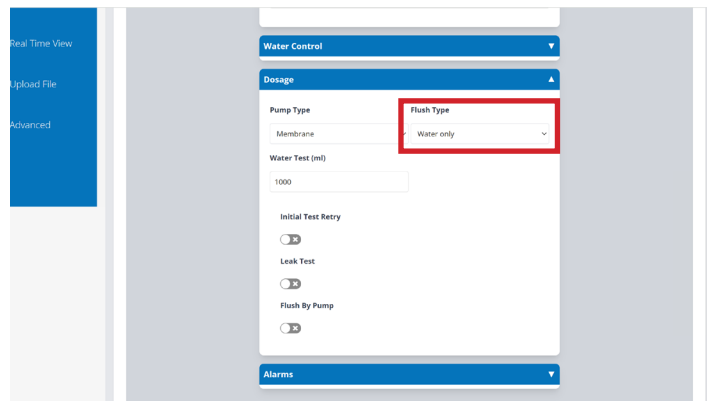 Real Time View
Upload File
Advanced
Water Control
Dosage
Pump Type
Flush Type
Membrane
Water only
Water Test (ml)
1000
Initial Test Retry
Leak Test
Flush By Pump
Alarms